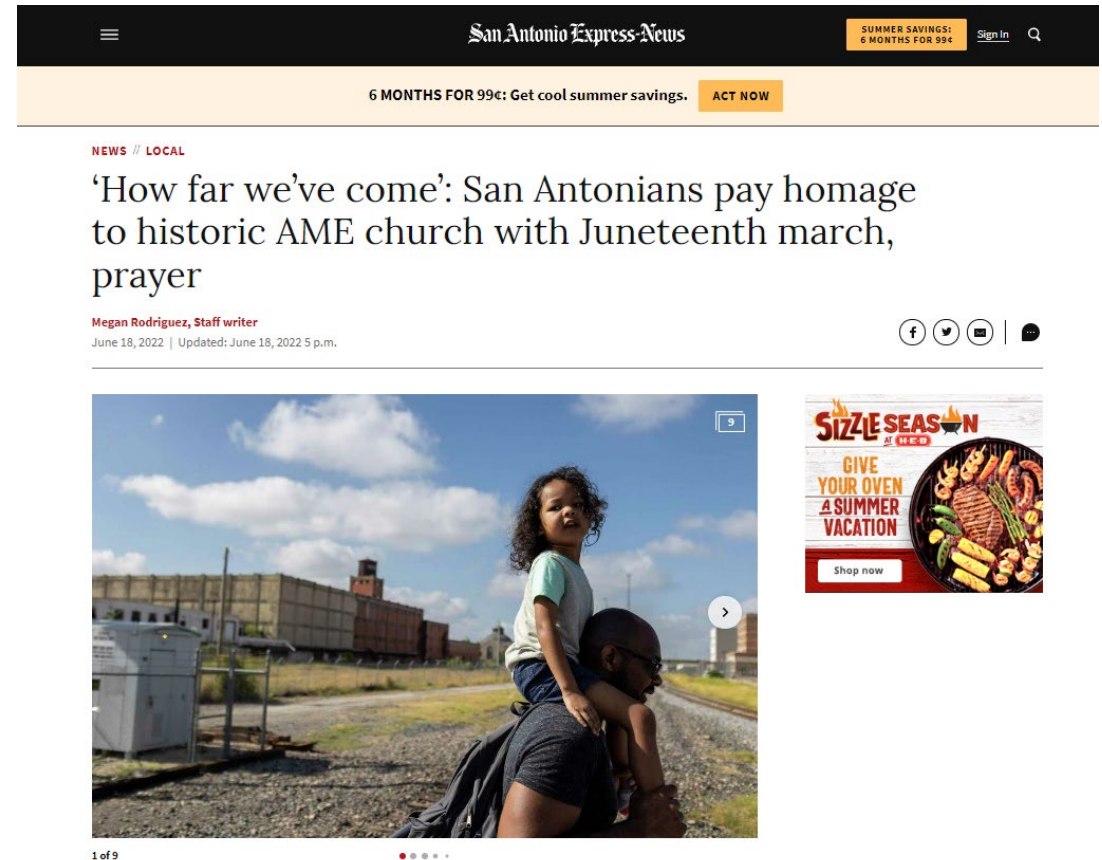 San Antonio Express-News
SUMMER SAVINGS:
6 MONTHS FOR 99¢
Sign In
6 MONTHS FOR 99¢: Get cool summer savings.
ACT NOW
NEWS // LOCAL
‘How far we’ve come’: San Antonians pay homage
to historic AME church with Juneteenth march,
prayer
Megan Rodriguez, Staff writer
June 18, 2022 | Updated: June 18, 2022 5 p.m.
9
SIZZLE SEASON
AT H-E-B
GIVE
YOUR OVEN
A SUMMER
VACATION
Shop now
1 of 9